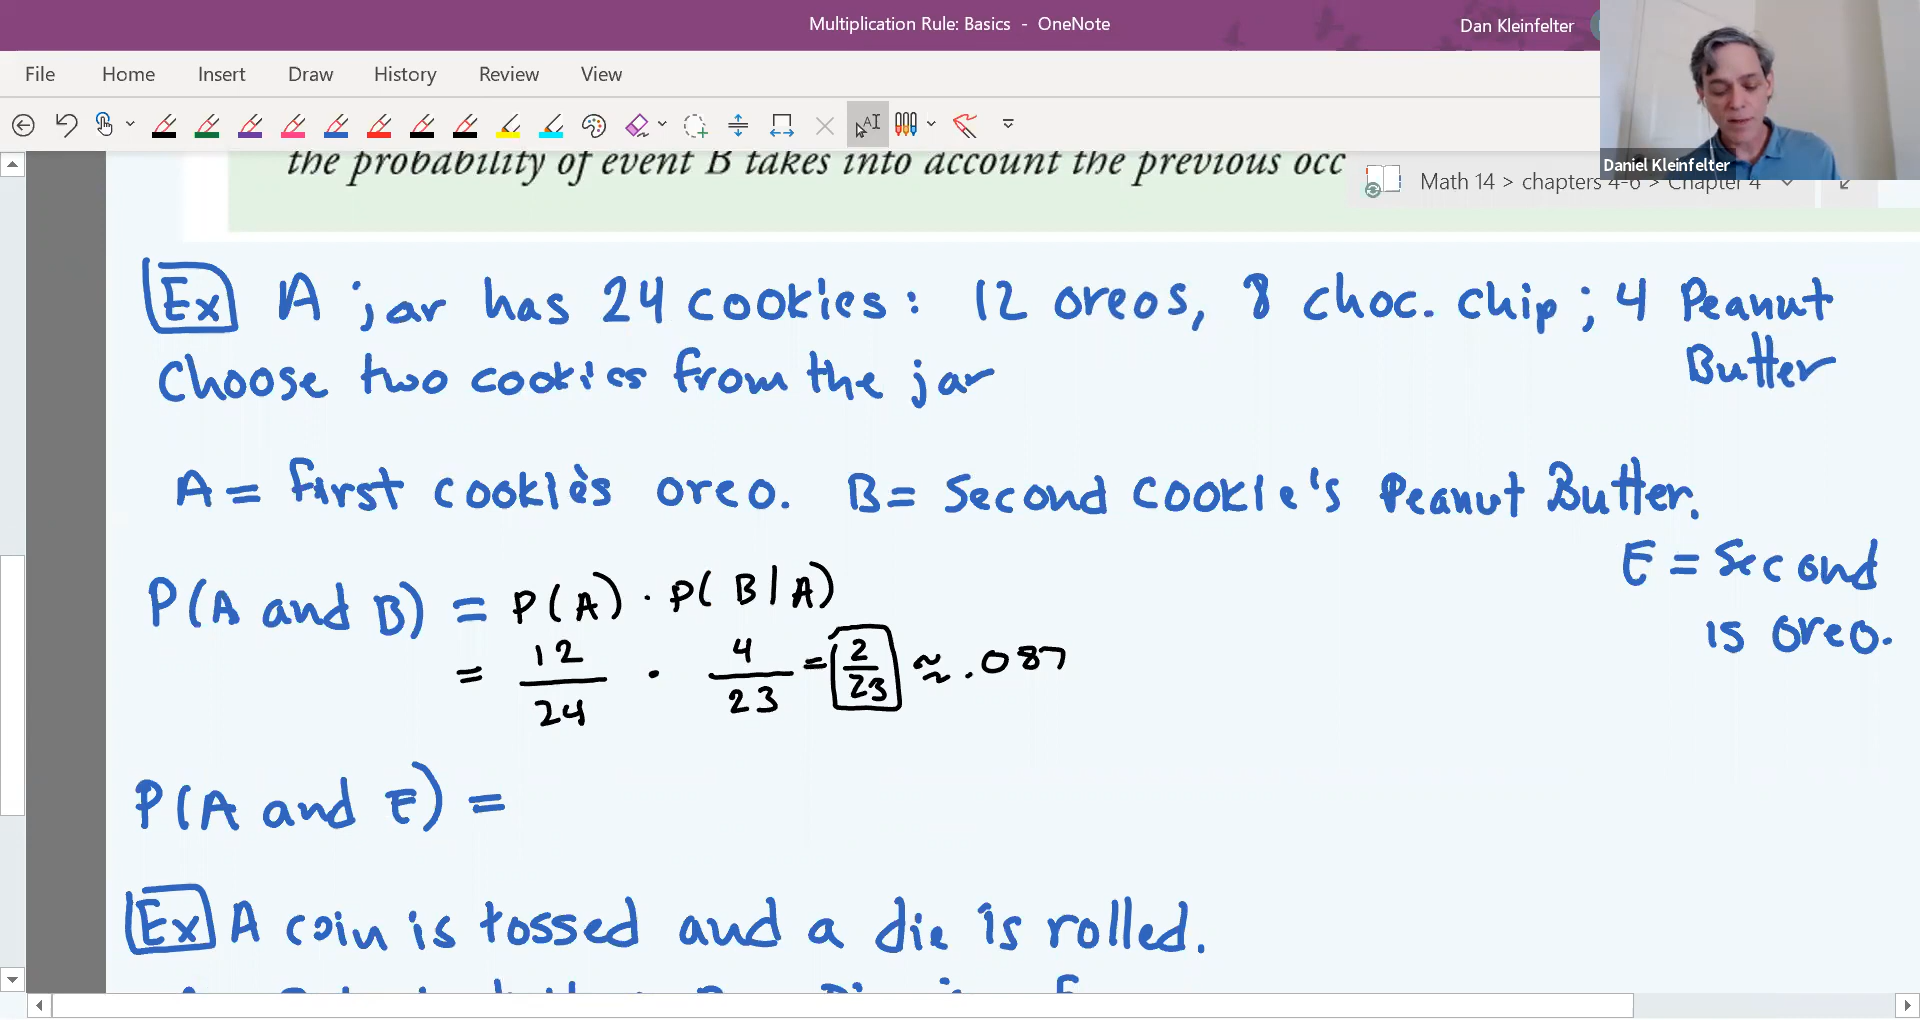 Multiplication Rule: Basics - OneNote
Dan Kleinfelter
File Home Insert Draw History Review View
Daniel Kleinfelter
the probability of event B takes into account the previous occ
Math 14 > chapters 4-6 > Chapter 4
Ex A jar has 24 cookies: 12 oreos, 8 choc. chip; 4 Peanut Butter
Choose two cookies from the jar
A = first cookie's oreo. B = Second cookie's Peanut Butter.
E = Second is oreo.
P(A and B) = P(A) · P(B|A)
= 12/24 · 4/23 = 2/23 ≈ .087
P(A and E) =
Ex A coin is tossed and a die is rolled.